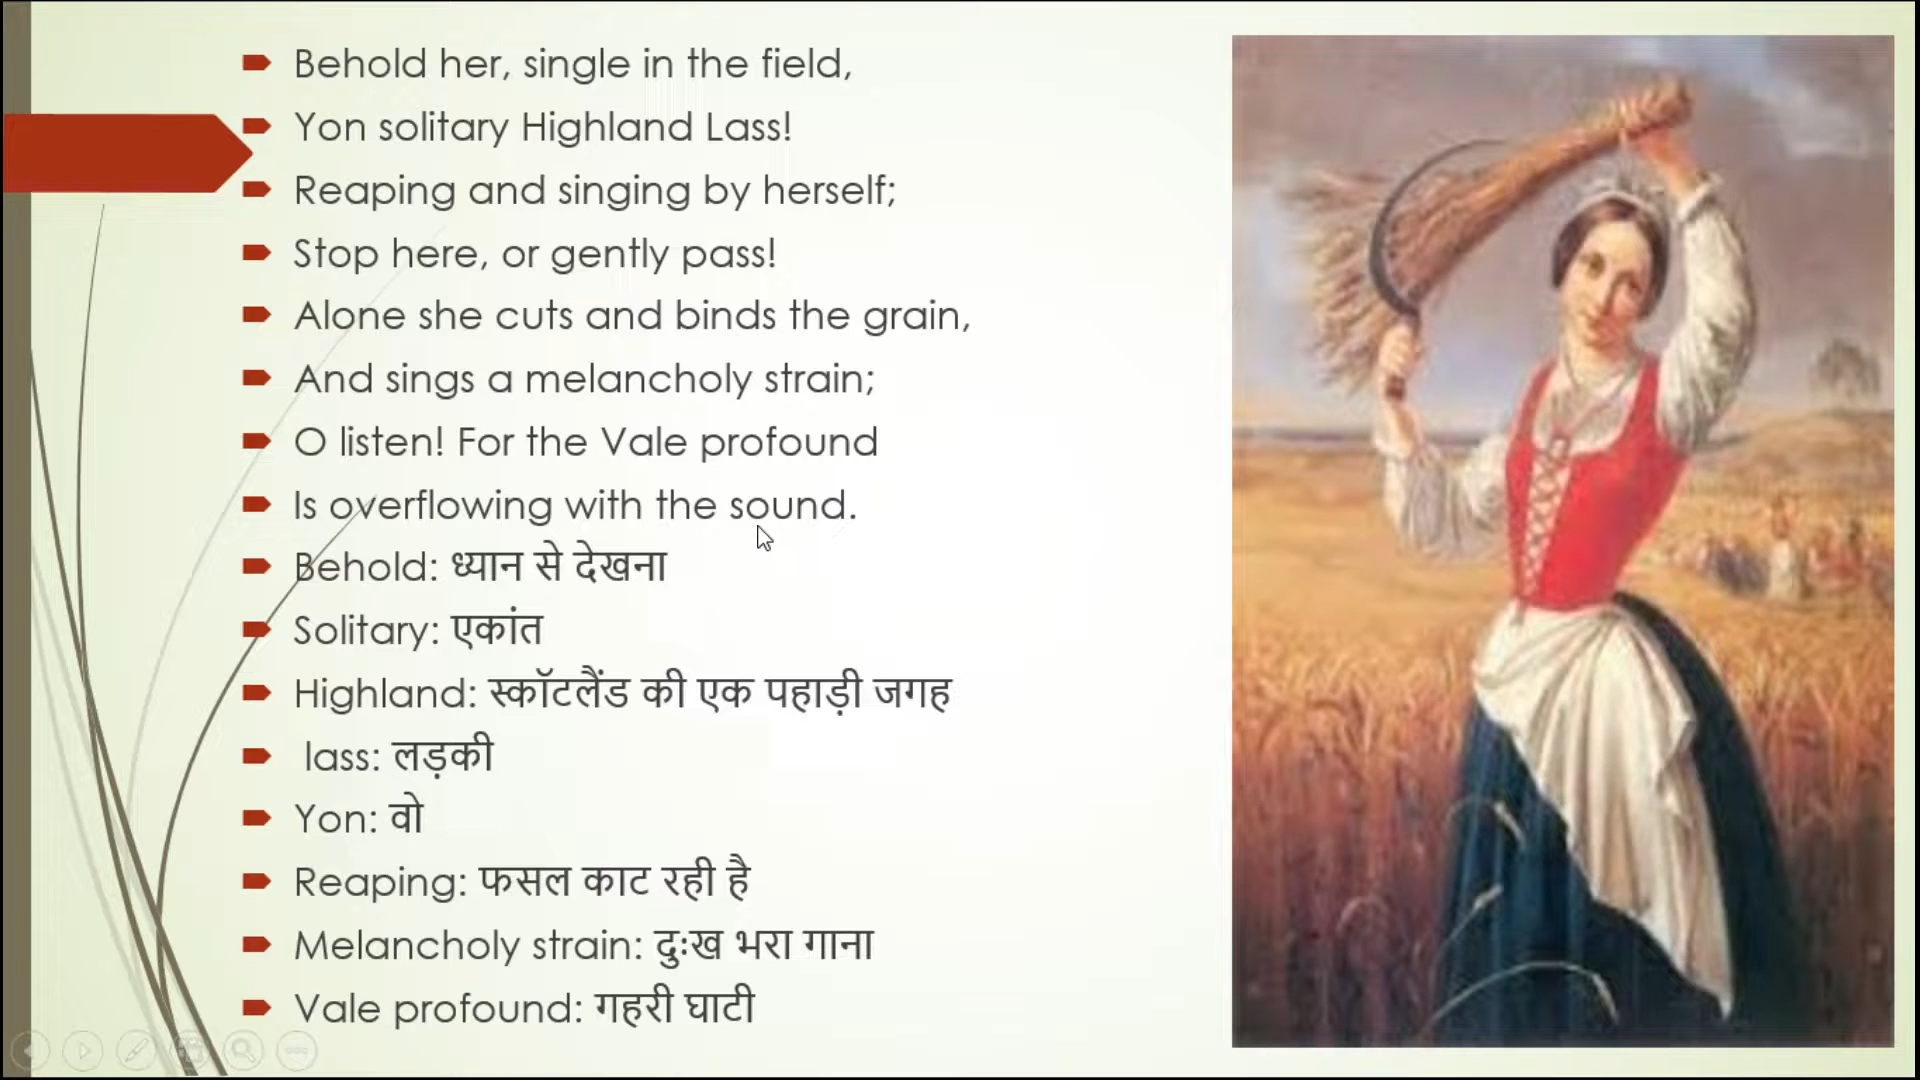 Behold her, single in the field,
Yon solitary Highland Lass!
Reaping and singing by herself;
Stop here, or gently pass!
Alone she cuts and binds the grain,
And sings a melancholy strain;
O listen! For the Vale profound
Is overflowing with the sound.
Behold: ध्यान से देखना
Solitary: एकांत
Highland: स्कॉटलैंड की एक पहाड़ी जगह
lass: लड़की
Yon: वो
Reaping: फसल काट रही है
Melancholy strain: दुःख भरा गाना
Vale profound: गहरी घाटी